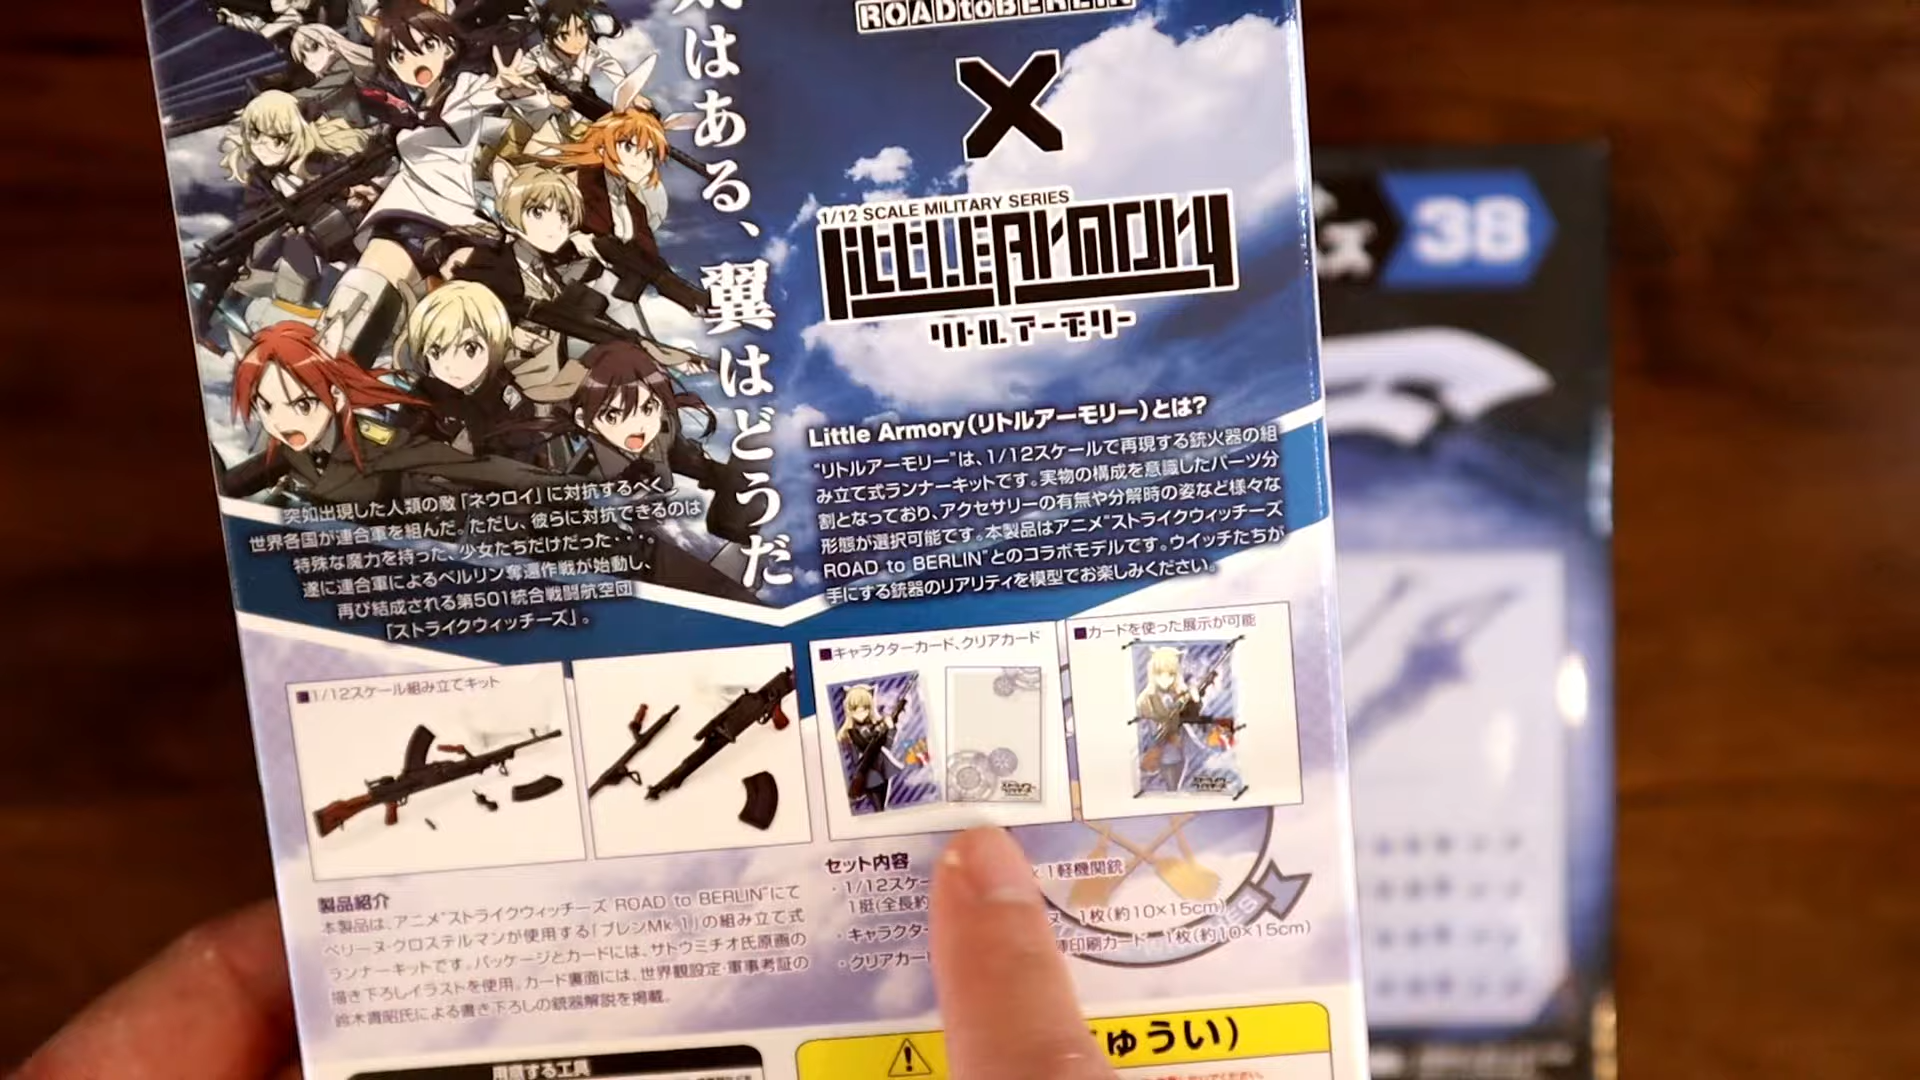 はある、翼はどうだ
ROADtoBERLIN
X
1/12 SCALE MILITARY SERIES
LittLE ArmOry
リトルアーモリー
38
Little Armory(リトルアーモリー)とは?
"リトルアーモリー"は、1/12スケールで再現する銃火器の組
み立て式ランナーキットです。実物の構成を意識したパーツ分
割となっており、アクセサリーの有無や分解時の姿など様々な
形態が選択可能です。本製品はアニメ"ストライクウィッチーズ
ROAD to BERLIN"とのコラボモデルです。ウイッチたちが
手にする銃器のリアリティを模型でお楽しみください。
突如出現した人類の敵「ネウロイ」に対抗するべく、
世界各国が連合軍を組んだ。ただし、彼らに対抗できるのは
特殊な魔力を持った、少女たちだけだった・・・。
遂に連合軍によるベルリン奪還作戦が始動し、
再び結成される第501統合戦闘航空団
「ストライクウィッチーズ」。
■1/12スケール組み立てキット
■キャラクターカード、クリアカード
■カードを使った展示が可能
製品紹介
本製品は、アニメ"ストライクウィッチーズ ROAD to BERLIN"にて
ペリーヌ・クロステルマンが使用する「ブレンMk.1」の組み立て式
ランナーキットです。パッケージとカードには、サトウミチオ氏原画の
描き下ろしイラストを使用。カード裏面には、世界観設定・軍事考証の
鈴木貴昭氏による書き下ろしの銃器解説を掲載。
セット内容
・1/12スケー 1軽機関銃
1挺(全長約
・キャラクター ヌ 1枚(約10×15cm)
・クリアカー 印刷カード 1枚(約10×15cm)
用意する工具
ゅうい)